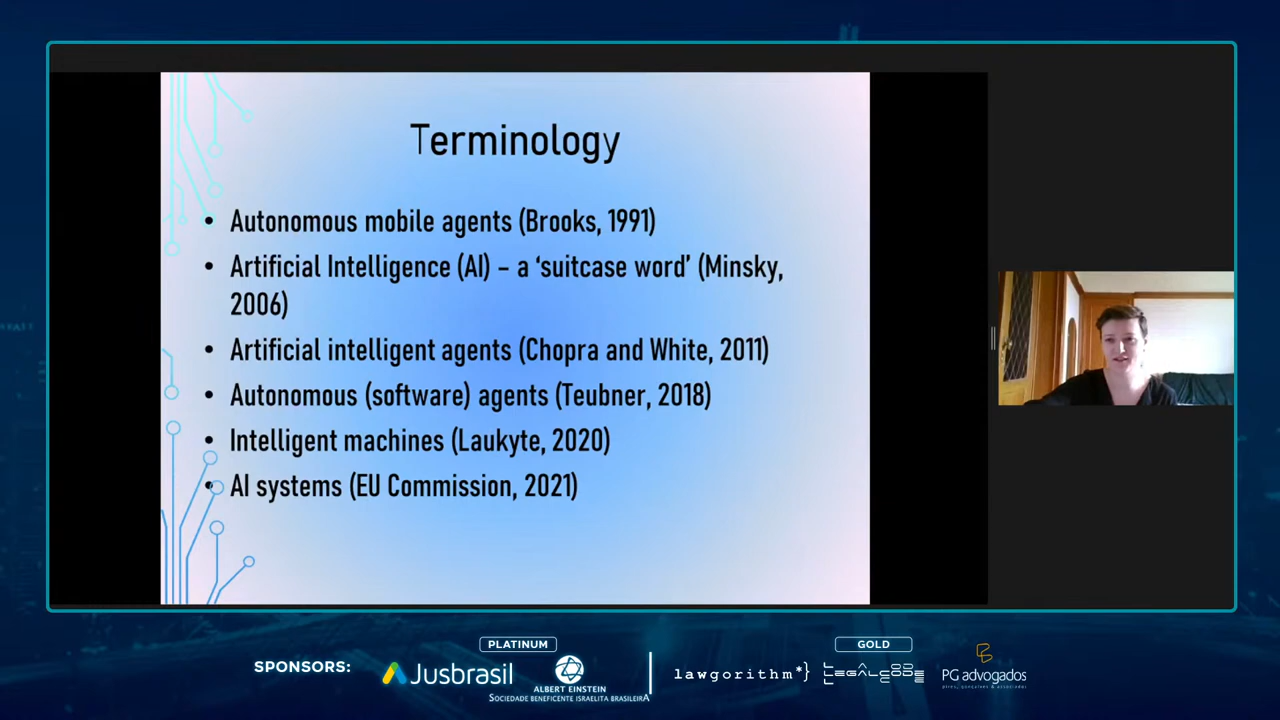 Terminology
• Autonomous mobile agents (Brooks, 1991)
• Artificial Intelligence (AI) – a ‘suitcase word’ (Minsky,
2006)
• Artificial intelligent agents (Chopra and White, 2011)
• Autonomous (software) agents (Teubner, 2018)
• Intelligent machines (Laukyte, 2020)
• AI systems (EU Commission, 2021)
SPONSORS:
PLATINUM
Jusbrasil
ALBERT EINSTEIN
SOCIEDADE BENEFICENTE ISRAELITA BRASILEIRA
GOLD
lawgorithm*}
LEGALCODE
PG advogados